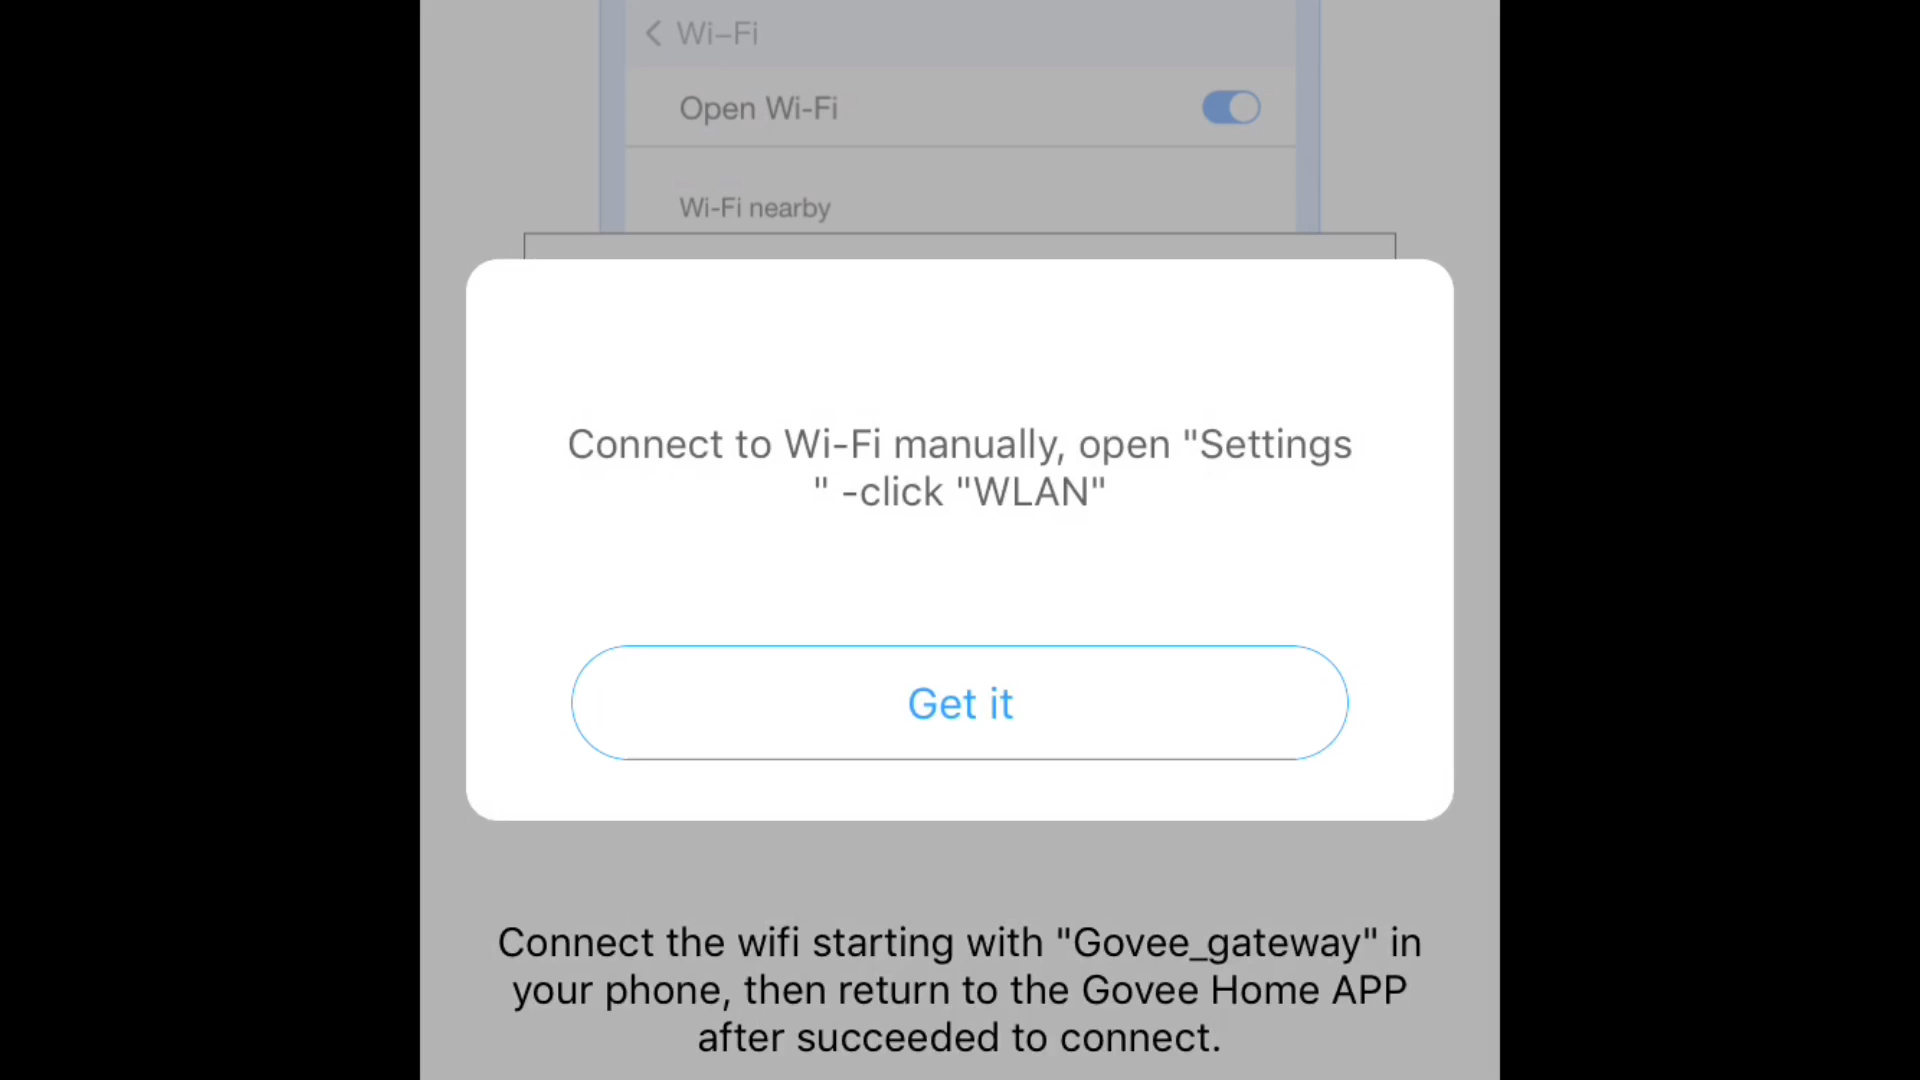 Wi-Fi
Open Wi-Fi
Wi-Fi nearby
Connect to Wi-Fi manually, open "Settings
" -click "WLAN"
Get it
Connect the wifi starting with "Govee_gateway" in
your phone, then return to the Govee Home APP
after succeeded to connect.